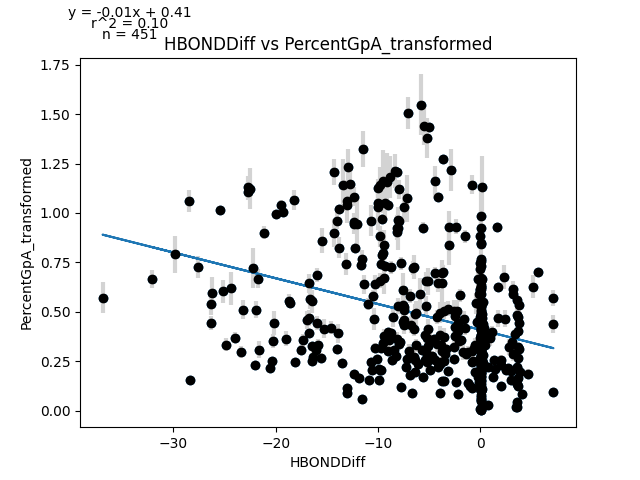 y = -0.01x + 0.41
r^2 = 0.10
n = 451
HBONDDiff vs PercentGpA_transformed
1.75
1.50
1.25
1.00
0.75
0.50
0.25
0.00
PercentGpA_transformed
−30
−20
−10
0
HBONDDiff